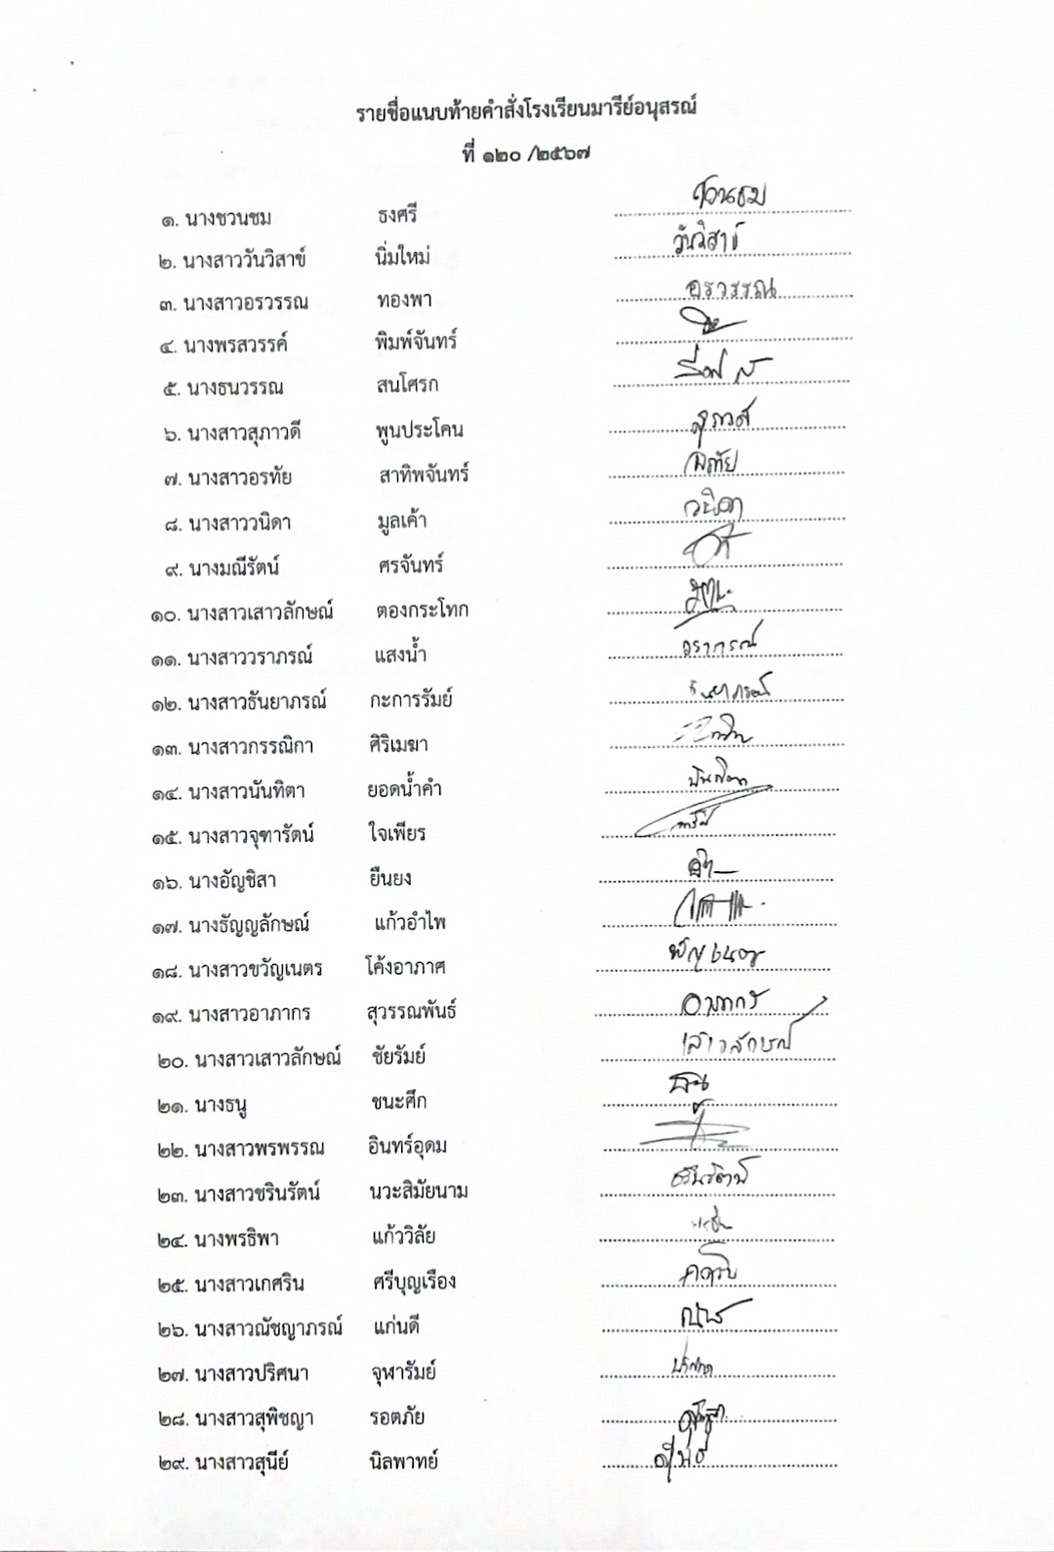 รายชื่อแนบท้ายคำสั่งโรงเรียนมารีย์อนุสรณ์
ที่ ๑๒๐ /๒๕๖๗
๑. นางชวนชม ธงศรี ชวนชม
๒. นางสาววันวิสาข์ นิ่มใหม่ วันวิสาข์
๓. นางสาวอรวรรณ ทองพา อรวรรณ
๔. นางพรสวรรค์ พิมพ์จันทร์
๕. นางธนวรรณ สนโศรก
๖. นางสาวสุภาวดี พูนประโคน
๗. นางสาวอรทัย สาทิพจันทร์ อรทัย
๘. นางสาววนิดา มูลเค้า วนิดา
๙. นางมณีรัตน์ ศรจันทร์
๑๐. นางสาวเสาวลักษณ์ ตองกระโทก
๑๑. นางสาววราภรณ์ แสงน้ำ วราภรณ์
๑๒. นางสาวธันยาภรณ์ กะการรัมย์ ธันยาภรณ์
๑๓. นางสาวกรรณิกา ศิริเมฆา
๑๔. นางสาวนันทิตา ยอดน้ำคำ
๑๕. นางสาวจุฑารัตน์ ใจเพียร
๑๖. นางอัญชิสา ยืนยง
๑๗. นางธัญญลักษณ์ แก้วอำไพ
๑๘. นางสาวขวัญเนตร โค้งอาภาศ
๑๙. นางสาวอาภากร สุวรรณพันธ์ อาภากร
๒๐. นางสาวเสาวลักษณ์ ชัยรัมย์ เสาวลักษณ์
๒๑. นางธนู ชนะศึก
๒๒. นางสาวพรพรรณ อินทร์อุดม
๒๓. นางสาวชรินรัตน์ นวะสิมัยนาม
๒๔. นางพรธิพา แก้ววิลัย
๒๕. นางสาวเกศริน ศรีบุญเรือง
๒๖. นางสาวณัชญาภรณ์ แก่นดี
๒๗. นางสาวปริศนา จุฬารัมย์
๒๘. นางสาวสุพิชญา รอตภัย
๒๙. นางสาวสุนีย์ นิลพาทย์